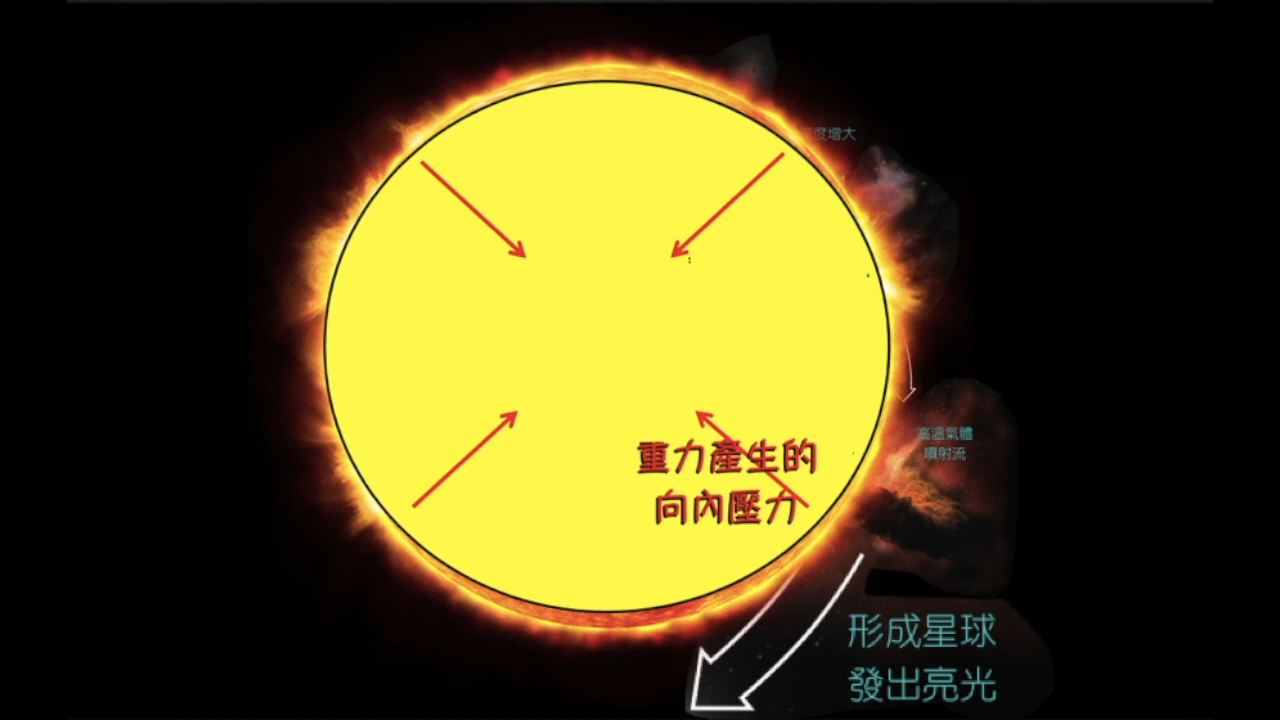 度增大
高溫氣體
噴射流
重力產生的
向內壓力
形成星球
發出亮光